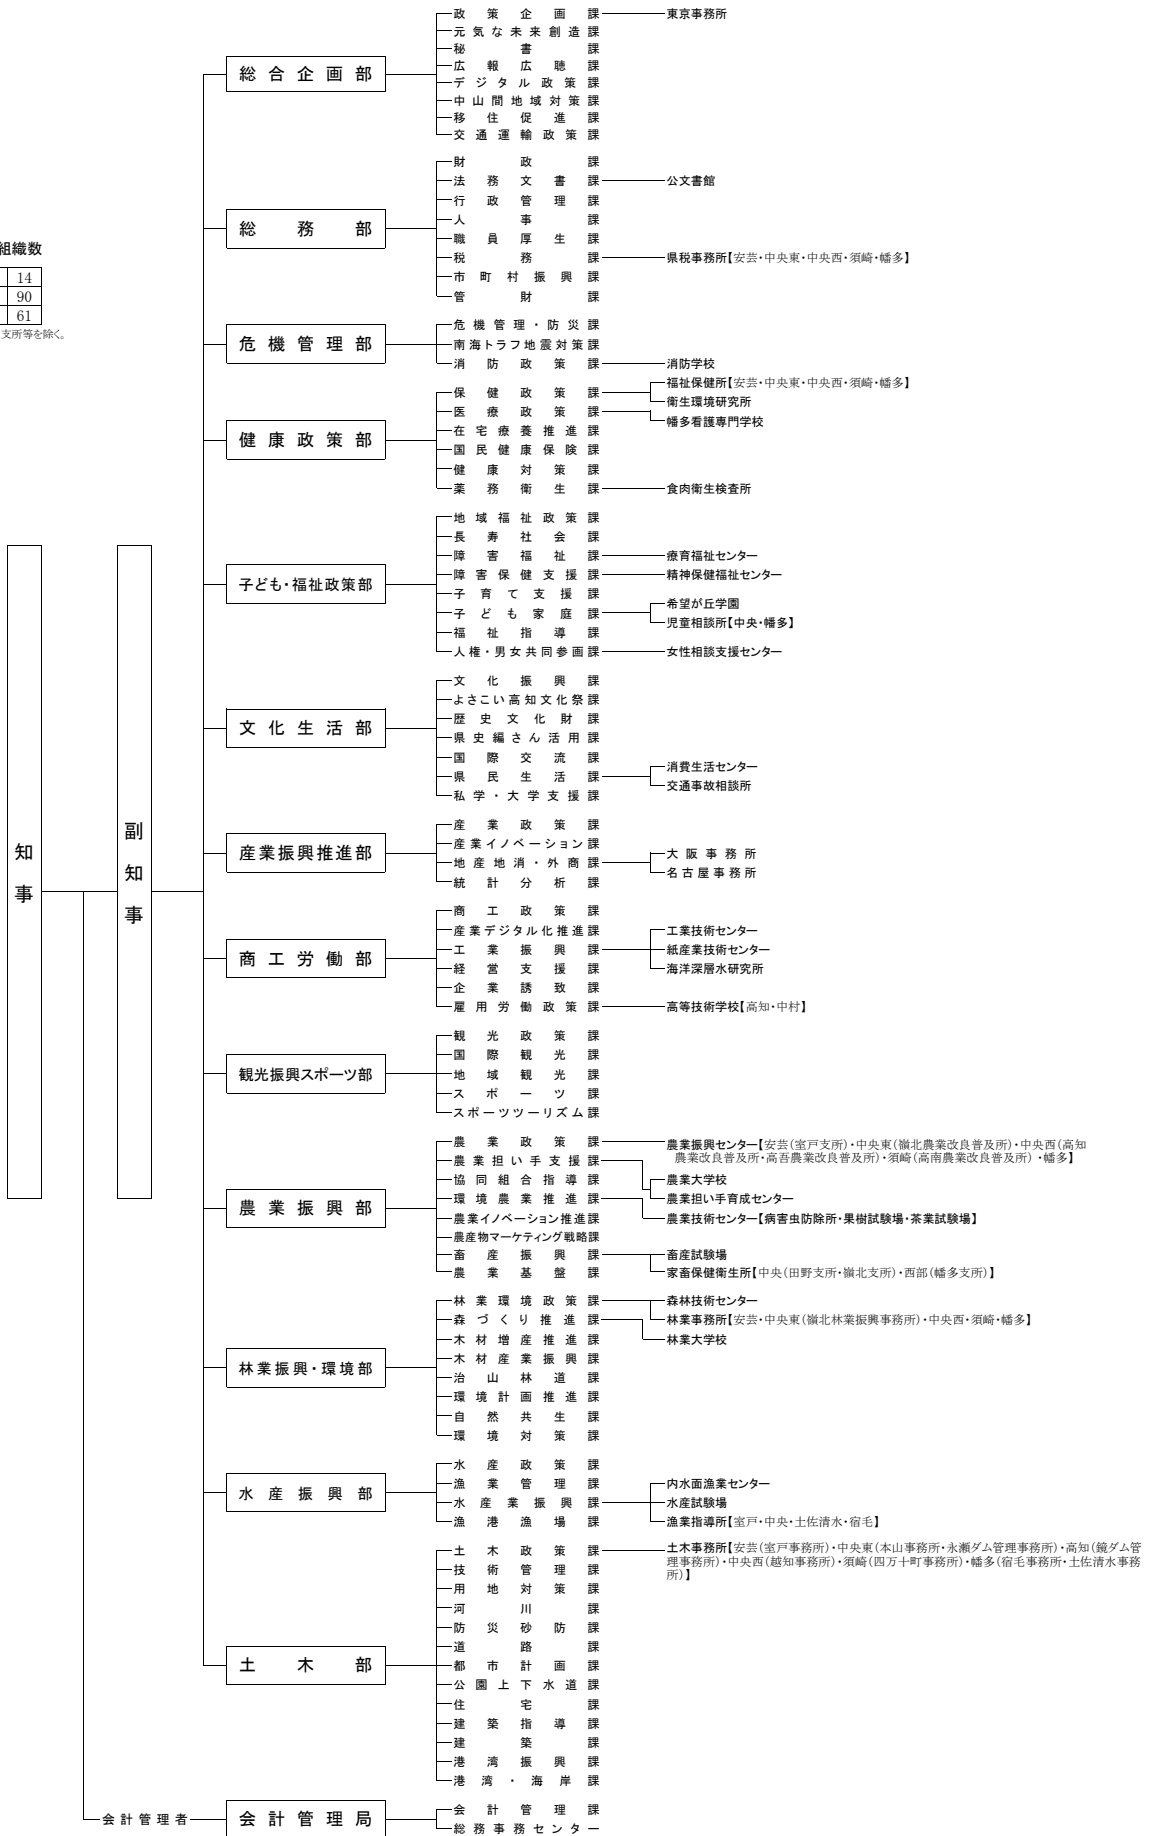 組織数
14
90
61
支所等を除く。
知事
副知事
総合企画部
政策企画課
東京事務所
元気な未来創造課
秘書課
広報広聴課
デジタル政策課
中山間地域対策課
移住促進課
交通運輸政策課
総務部
財政課
法務文書課
公文書館
行政管理課
人事課
職員厚生課
税務課
県税事務所【安芸・中央東・中央西・須崎・幡多】
市町村振興課
管財課
危機管理部
危機管理・防災課
南海トラフ地震対策課
消防政策課
消防学校
健康政策部
保健政策課
福祉保健所【安芸・中央東・中央西・須崎・幡多】
衛生環境研究所
医療政策課
幡多看護専門学校
在宅療養推進課
国民健康保険課
健康対策課
薬務衛生課
食肉衛生検査所
子ども・福祉政策部
地域福祉政策課
長寿社会課
障害福祉課
療育福祉センター
障害保健支援課
精神保健福祉センター
子育て支援課
子ども家庭課
希望が丘学園
児童相談所【中央・幡多】
福祉指導課
人権・男女共同参画課
女性相談支援センター
文化生活部
文化振興課
よさこい高知文化祭課
歴史文化財課
県史編さん活用課
国際交流課
県民生活課
消費生活センター
交通事故相談所
私学・大学支援課
産業振興推進部
産業政策課
産業イノベーション課
地産地消・外商課
大阪事務所
名古屋事務所
統計分析課
商工労働部
商工政策課
産業デジタル化推進課
工業振興課
工業技術センター
紙産業技術センター
海洋深層水研究所
経営支援課
企業誘致課
雇用労働政策課
高等技術学校【高知・中村】
観光振興スポーツ部
観光政策課
国際観光課
地域観光課
スポーツ課
スポーツツーリズム課
農業振興部
農業政策課
農業振興センター【安芸(室戸支所)・中央東(嶺北農業改良普及所)・中央西(高知
農業改良普及所・高吾農業改良普及所)・須崎(高南農業改良普及所)・幡多】
農業担い手支援課
農業大学校
農業担い手育成センター
協同組合指導課
環境農業推進課
農業技術センター【病害虫防除所・果樹試験場・茶業試験場】
農業イノベーション推進課
農産物マーケティング戦略課
畜産振興課
畜産試験場
家畜保健衛生所【中央(田野支所・嶺北支所)・西部(幡多支所)】
農業基盤課
林業振興・環境部
林業環境政策課
森林技術センター
林業事務所【安芸・中央東(嶺北林業振興事務所)・中央西・須崎・幡多】
森づくり推進課
林業大学校
木材増産推進課
木材産業振興課
治山林道課
環境計画推進課
自然共生課
環境対策課
水産振興部
水産政策課
漁業管理課
水産業振興課
内水面漁業センター
水産試験場
漁業指導所【室戸・中央・土佐清水・宿毛】
漁港漁場課
土木部
土木政策課
土木事務所【安芸(室戸事務所)・中央東(本山事務所・永瀬ダム管理事務所)・高知(鏡ダム管
理事務所)・中央西(越知事務所)・須崎(四万十町事務所)・幡多(宿毛事務所・土佐清水事務
所)】
技術管理課
用地対策課
河川課
防災砂防課
道路課
都市計画課
公園上下水道課
住宅課
建築指導課
建築課
港湾振興課
港湾・海岸課
会計管理者
会計管理局
会計管理課
総務事務センター